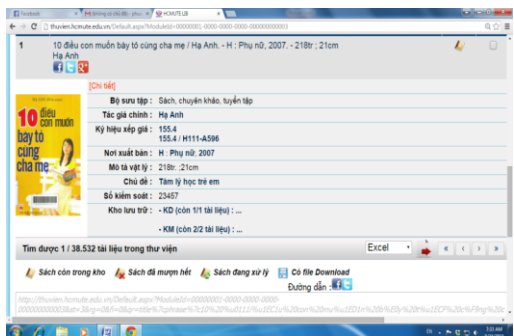 Facebook
HCMUTE LIB
thuvien.hcmute.edu.vn/Default.aspx?ModuleId=00000001-0000-0000-0000-000000000003
1 10 điều con muốn bày tỏ cùng cha mẹ / Hạ Anh. - H : Phụ nữ, 2007. - 218tr ; 21cm
Hạ Anh
[Chi tiết]
10 điều con muốn bày tỏ cùng cha mẹ
Bộ sưu tập : Sách, chuyên khảo, tuyển tập
Tác giả chính : Hạ Anh
Ký hiệu xếp giá : 155.4
155.4 / H111-A596
Nơi xuất bản : H : Phụ nữ, 2007
Mô tả vật lý : 218tr. ;21cm
Chủ đề : Tâm lý học trẻ em
Số kiểm soát : 23457
Kho lưu trữ : - KD (còn 1/1 tài liệu) : ...
- KM (còn 2/2 tài liệu) : ...
Tìm được 1 / 38.532 tài liệu trong thư viện
Excel
Sách còn trong kho Sách đã mượn hết Sách đang xử lý Có file Download
Đường dẫn :